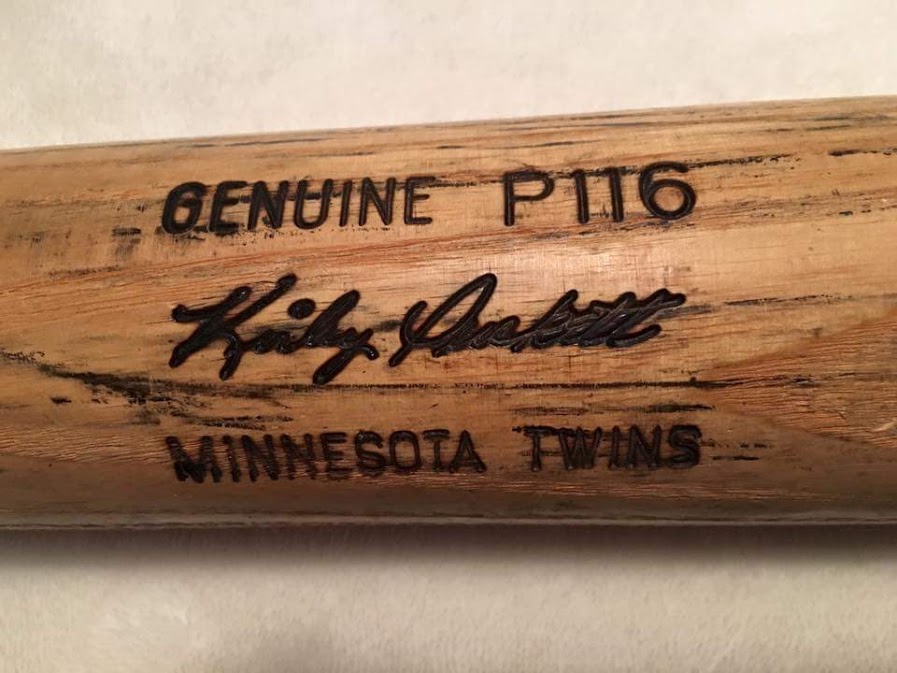 GENUINE P116
Kirby Puckett
MINNESOTA TWINS